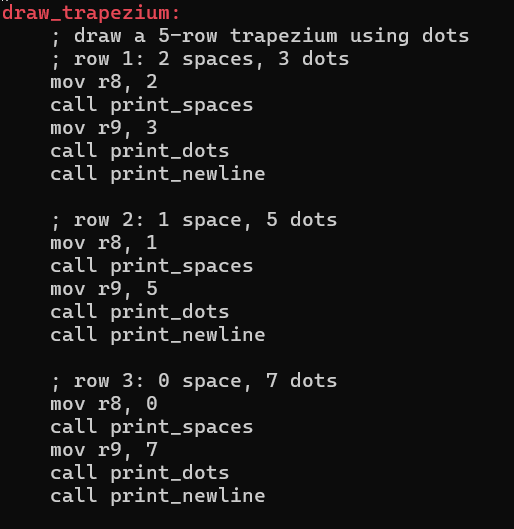 draw_trapezium:
; draw a 5-row trapezium using dots
; row 1: 2 spaces, 3 dots
mov r8, 2
call print_spaces
mov r9, 3
call print_dots
call print_newline
; row 2: 1 space, 5 dots
mov r8, 1
call print_spaces
mov r9, 5
call print_dots
call print_newline
; row 3: 0 space, 7 dots
mov r8, 0
call print_spaces
mov r9, 7
call print_dots
call print_newline